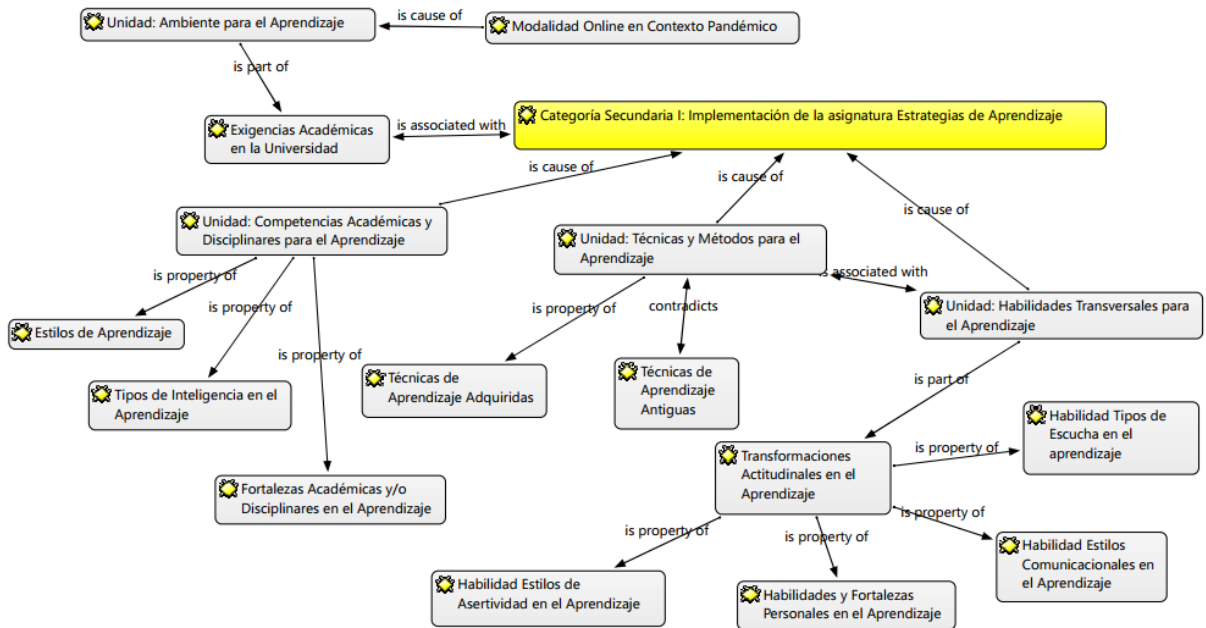 Unidad: Ambiente para el Aprendizaje
is cause of
Modalidad Online en Contexto Pandémico
is part of
Exigencias Académicas
en la Universidad
is associated with
Categoría Secundaria I: Implementación de la asignatura Estrategias de Aprendizaje
is cause of
is cause of
is cause of
Unidad: Competencias Académicas y
Disciplinares para el Aprendizaje
Unidad: Técnicas y Métodos para el
Aprendizaje
is associated with
Unidad: Habilidades Transversales para
el Aprendizaje
is property of
is property of
is property of
is property of
contradicts
Estilos de Aprendizaje
Tipos de Inteligencia en el
Aprendizaje
Fortalezas Académicas y/o
Disciplinares en el Aprendizaje
Técnicas de
Aprendizaje Adquiridas
Técnicas de
Aprendizaje
Antiguas
is part of
Transformaciones
Actitudinales en el
Aprendizaje
is property of
Habilidad Tipos de
Escucha en el
aprendizaje
is property of
is property of
is property of
Habilidad Estilos de
Asertividad en el Aprendizaje
Habilidades y Fortalezas
Personales en el Aprendizaje
Habilidad Estilos
Comunicacionales en
el Aprendizaje